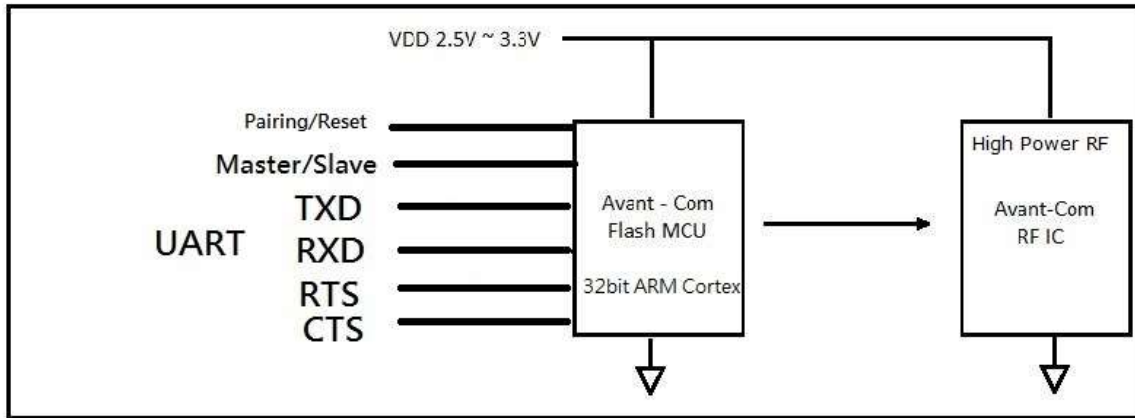 VDD 2.5V ~ 3.3V
Pairing/Reset
Master/Slave
TXD
UART
RXD
RTS
CTS
Avant - Com
Flash MCU
32bit ARM Cortex
High Power RF
Avant-Com
RF IC